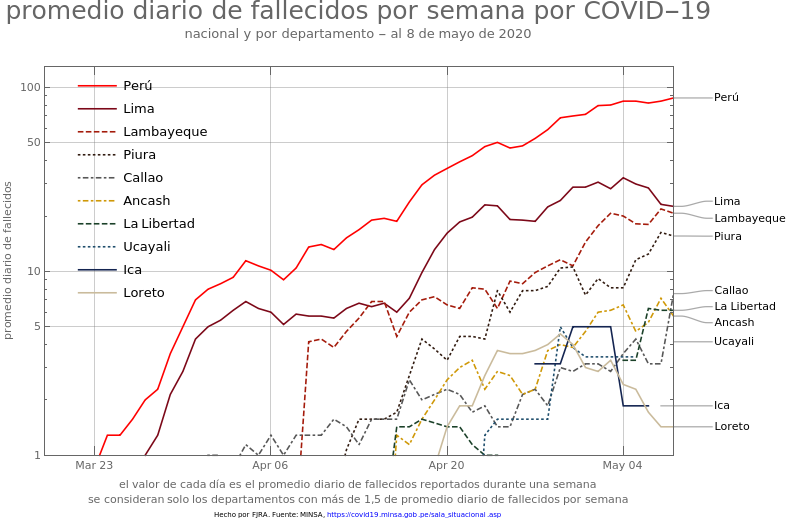 promedio diario de fallecidos por semana por COVID−19
nacional y por departamento − al 8 de mayo de 2020
promedio diario de fallecidos
100
50
10
5
1
Perú
Lima
Lambayeque
Piura
Callao
Ancash
La Libertad
Ucayali
Ica
Loreto
Perú
Lima
Lambayeque
Piura
Callao
La Libertad
Ancash
Ucayali
Ica
Loreto
Mar 23
Apr 06
Apr 20
May 04
el valor de cada día es el promedio diario de fallecidos reportados durante una semana
se consideran solo los departamentos con más de 1,5 de promedio diario de fallecidos por semana
Hecho por FJRA. Fuente: MINSA, https://covid19.minsa.gob.pe/sala_situacional.asp